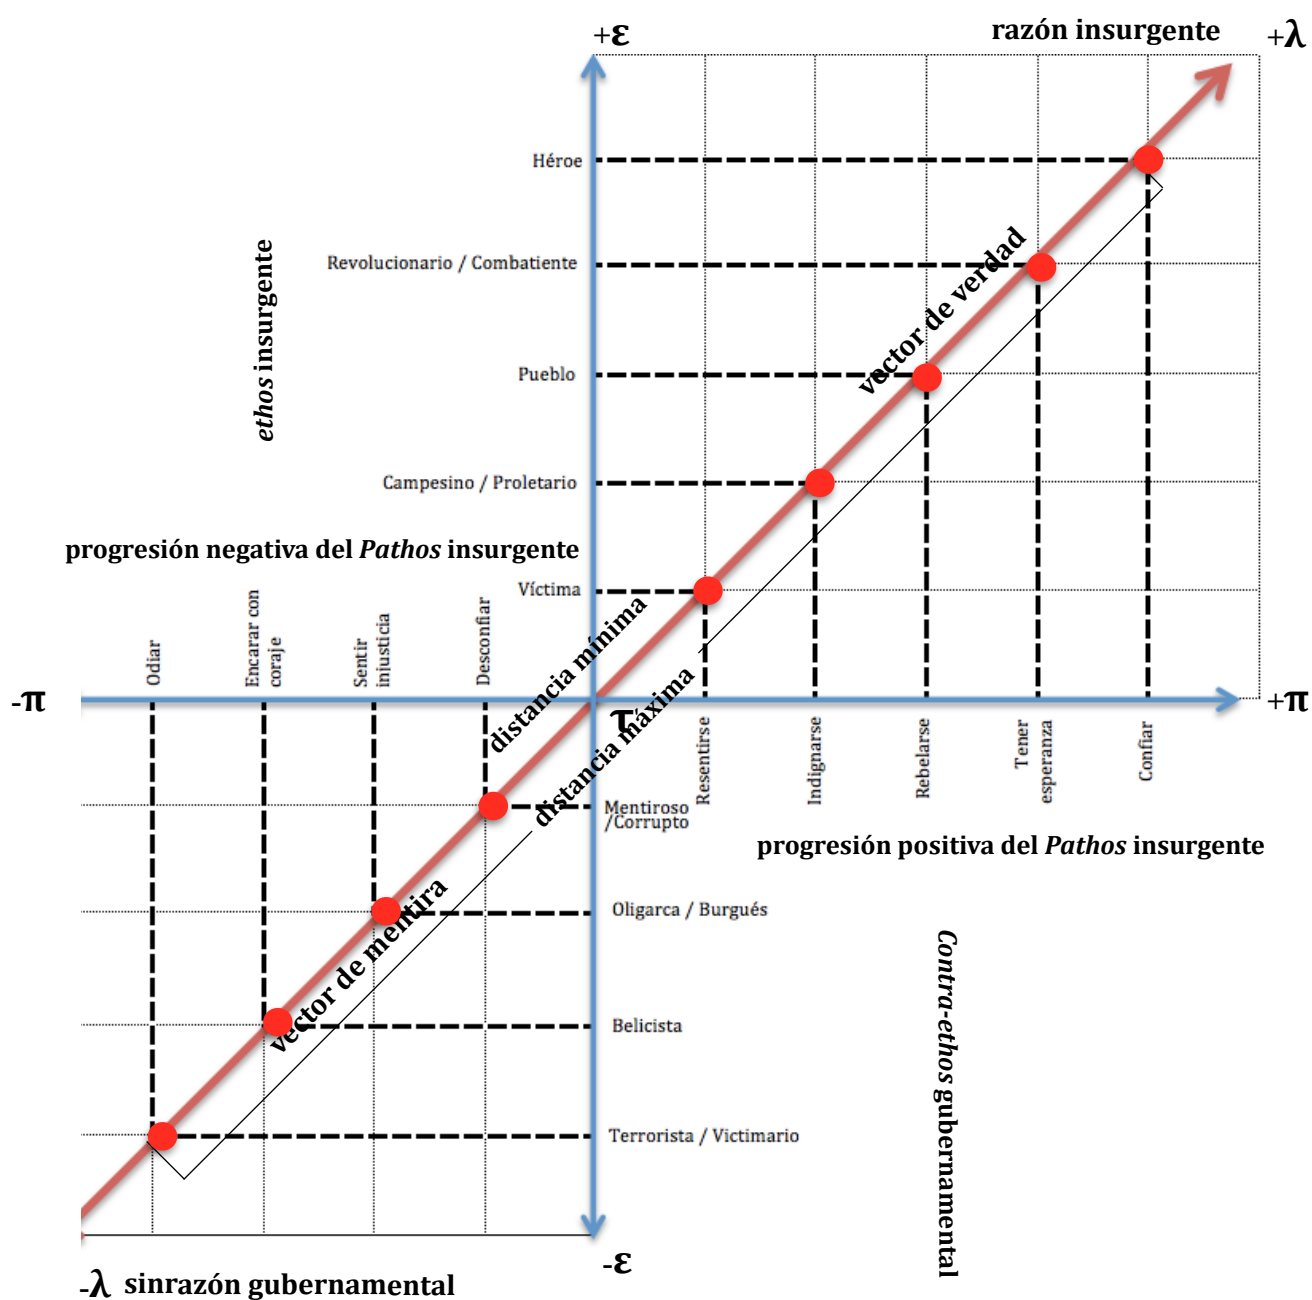 +ε
razón insurgente
+λ
Héroe
Revolucionario / Combatiente
Pueblo
Campesino / Proletario
Víctima
ethos insurgente
vector de verdad
progresión negativa del Pathos insurgente
Odiar
Encarar con
coraje
Sentir
injusticia
Desconfiar
distancia mínima
distancia máxima
-π
τ
+π
Resentirse
Indignarse
Rebelarse
Tener
esperanza
Confiar
Mentiroso
/Corrupto
progresión positiva del Pathos insurgente
Oligarca / Burgués
vector de mentira
Belicista
Terrorista / Victimario
Contra-ethos gubernamental
-ε
-λ sinrazón gubernamental